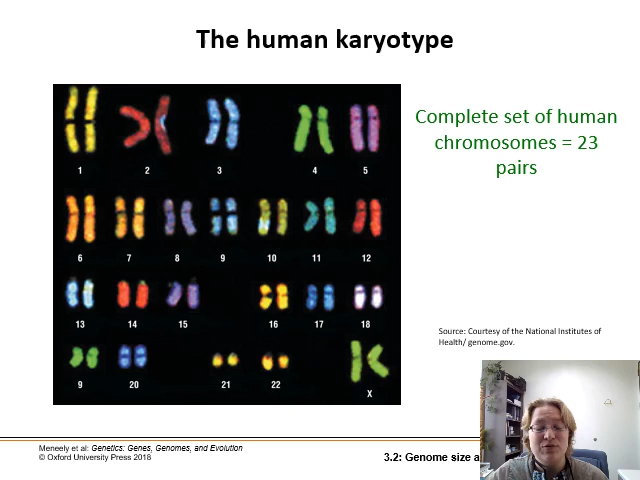 The human karyotype
Complete set of human
chromosomes = 23
pairs
1 2 3 4 5
6 7 8 9 10 11 12
13 14 15 16 17 18
9 20 21 22 X
Source: Courtesy of the National Institutes of
Health/ genome.gov.
Meneely et al: Genetics: Genes, Genomes, and Evolution
© Oxford University Press 2018
3.2: Genome size a